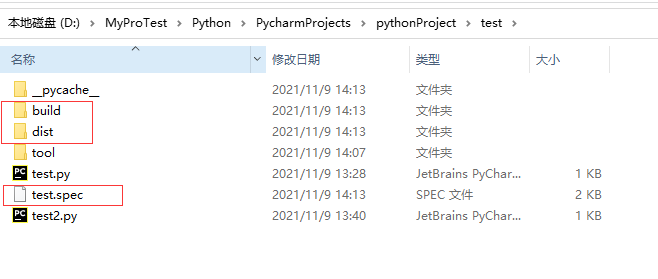 本地磁盘 (D:) › MyProTest › Python › PycharmProjects › pythonProject › test ›
名称 修改日期 类型 大小
__pycache__ 2021/11/9 14:13 文件夹
build 2021/11/9 14:13 文件夹
dist 2021/11/9 14:13 文件夹
tool 2021/11/9 14:07 文件夹
PC test.py 2021/11/9 13:28 JetBrains PyChar... 1 KB
test.spec 2021/11/9 14:13 SPEC 文件 2 KB
PC test2.py 2021/11/9 13:40 JetBrains PyChar... 1 KB